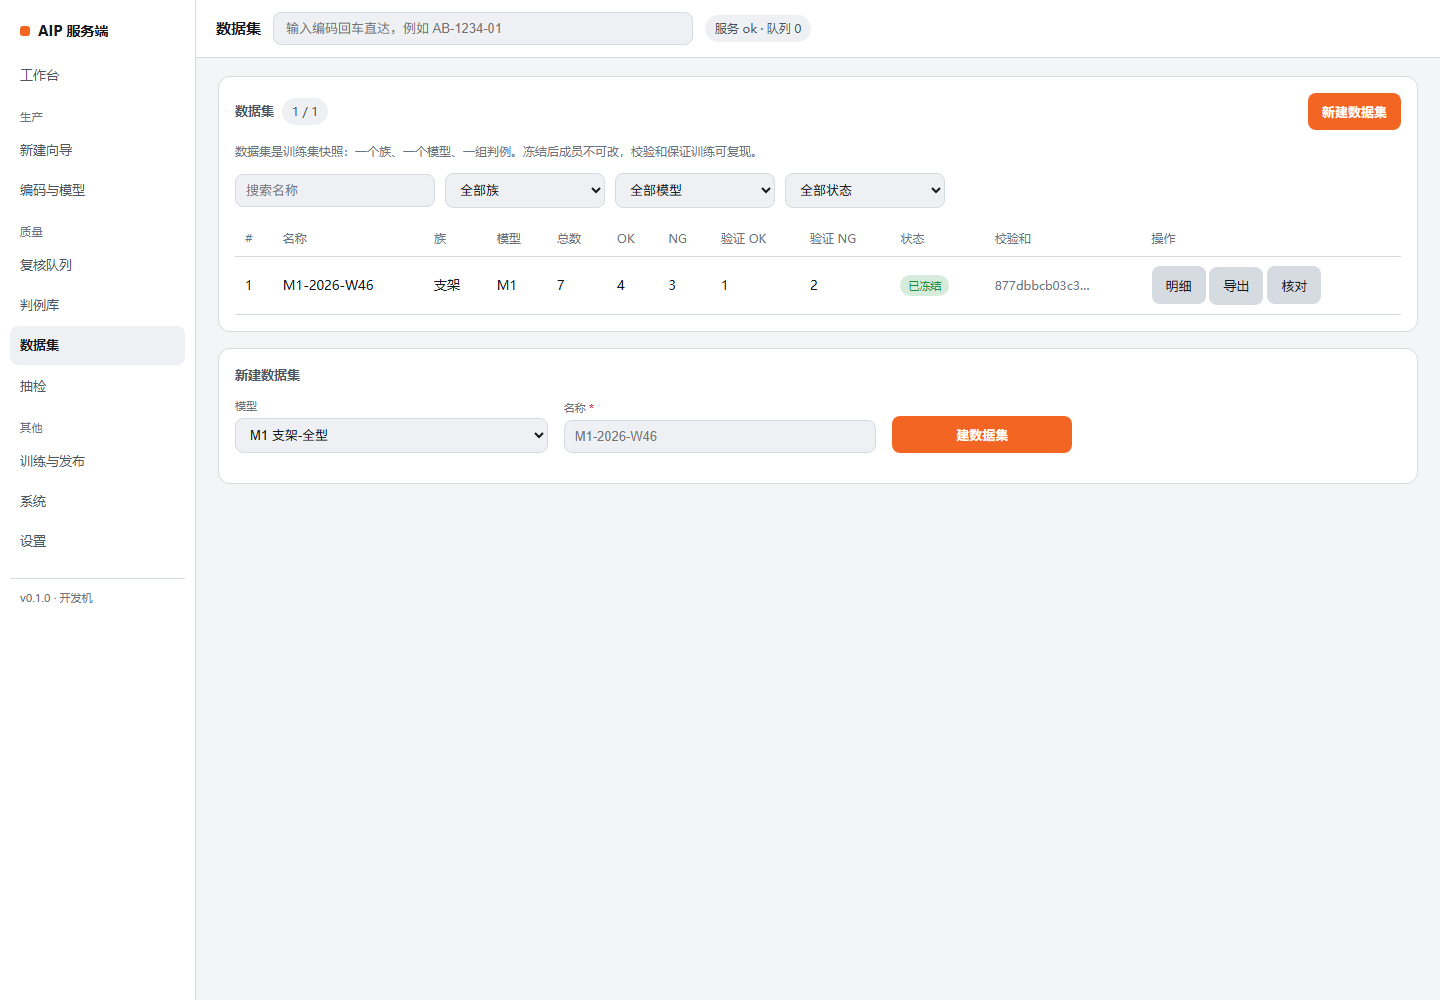 AIP 服务端
工作台
生产
新建向导
编码与模型
质量
复核队列
判例库
数据集
抽检
其他
训练与发布
系统
设置
v0.1.0 · 开发机
数据集 输入编码回车直达，例如 AB-1234-01 服务 ok · 队列 0
数据集 1 / 1 新建数据集
数据集是训练集快照：一个族、一个模型、一组判例。冻结后成员不可改，校验和保证训练可复现。
搜索名称 全部族 全部模型 全部状态
# 名称 族 模型 总数 OK NG 验证 OK 验证 NG 状态 校验和 操作
1 M1-2026-W46 支架 M1 7 4 3 1 2 已冻结 877dbbcb03c3... 明细 导出 核对
新建数据集
模型 名称 *
M1 支架-全型 M1-2026-W46 建数据集